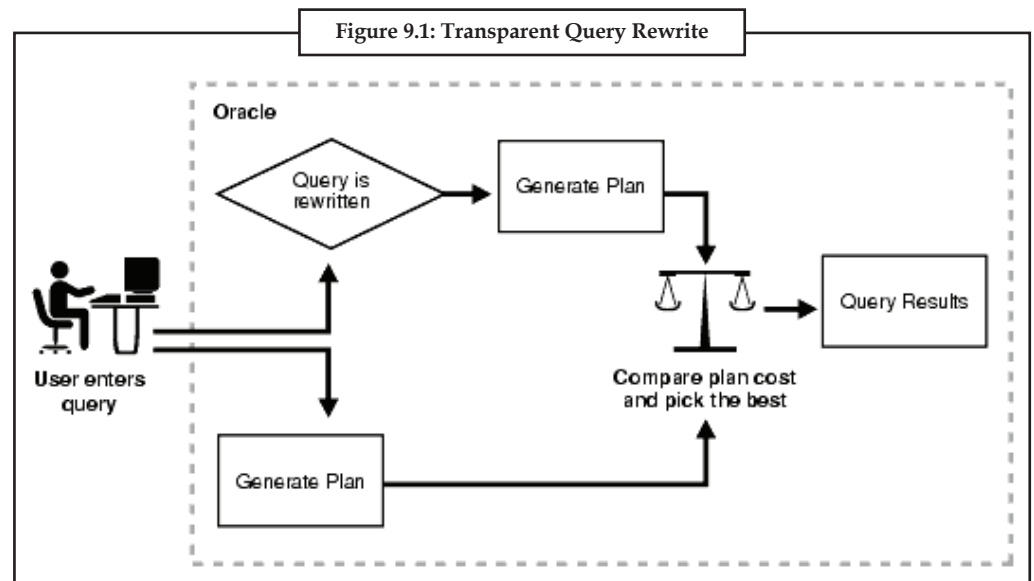 Figure 9.1: Transparent Query Rewrite
Oracle
Query is
rewritten
Generate Plan
Query Results
User enters
query
Compare plan cost
and pick the best
Generate Plan